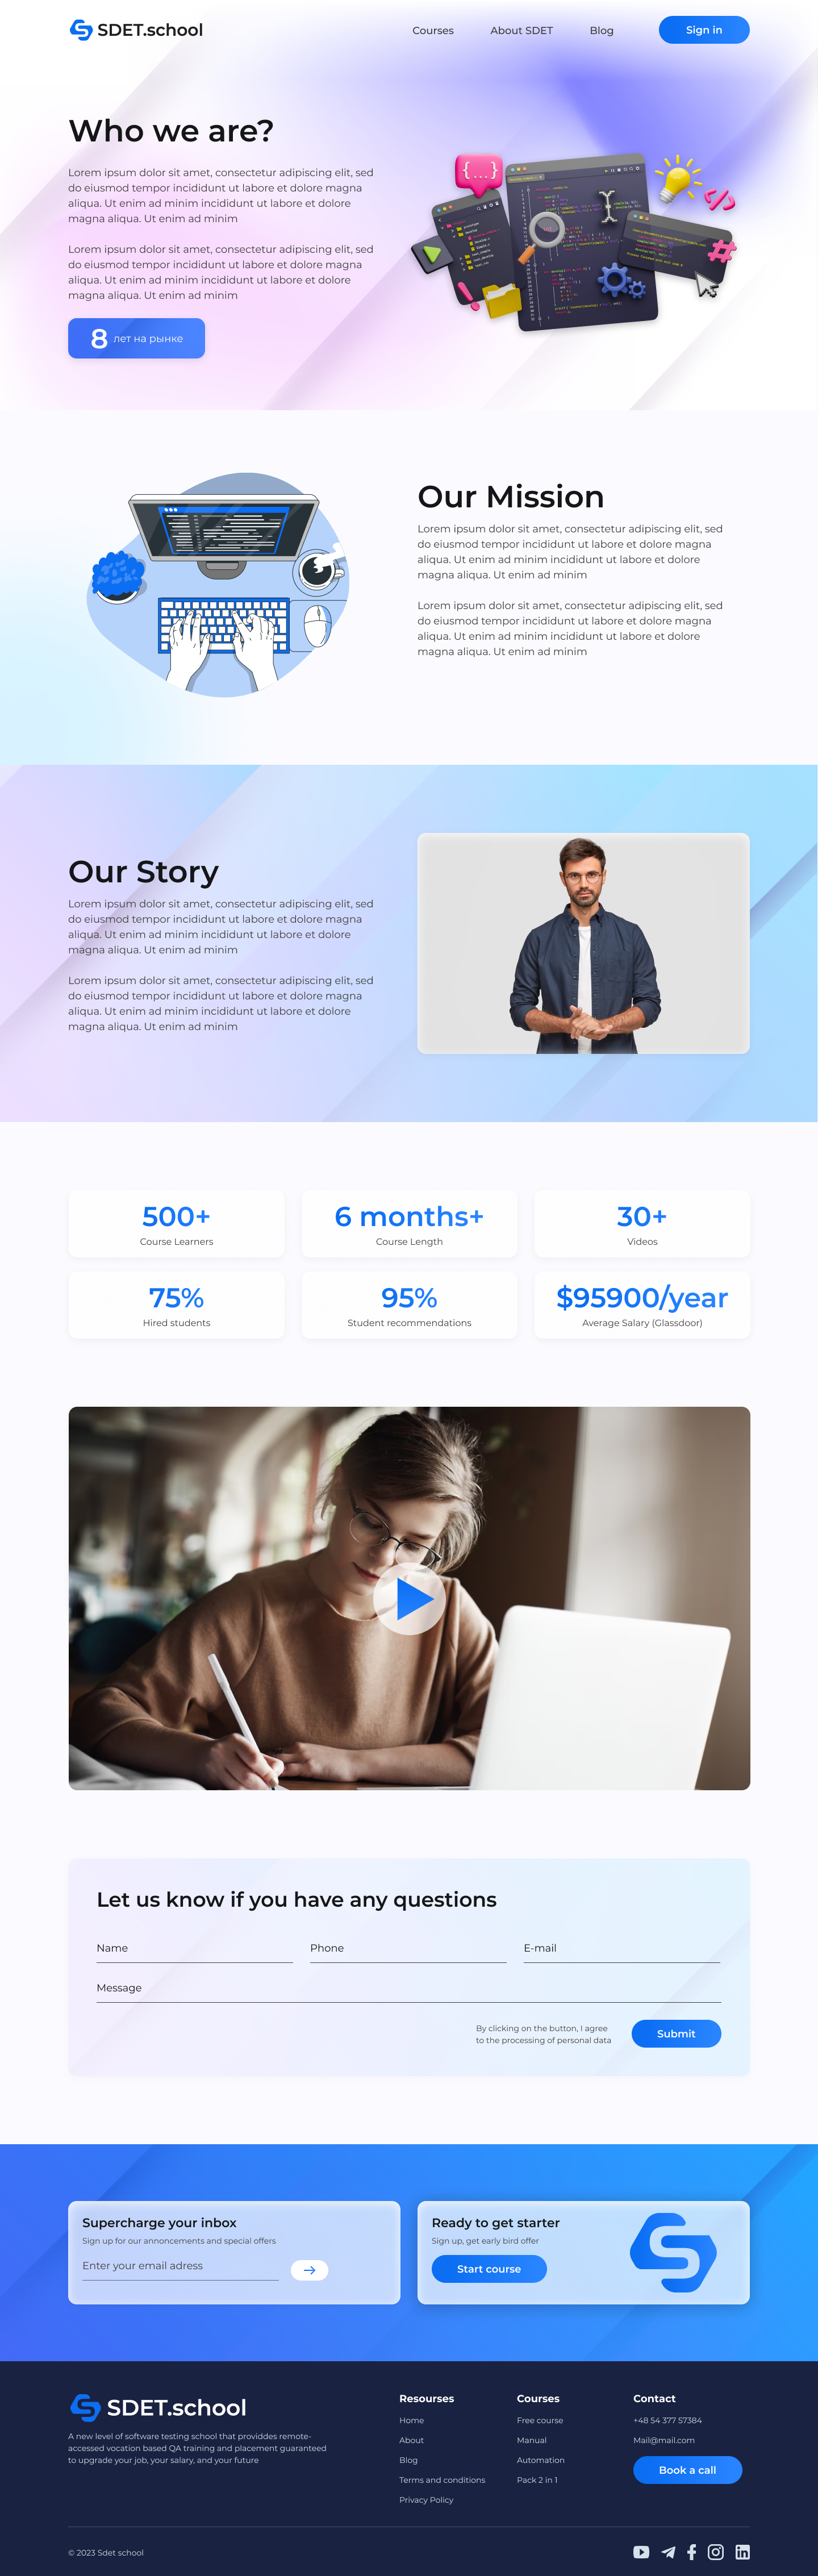 SDET.school
Courses
About SDET
Blog
Sign in
Who we are?
Lorem ipsum dolor sit amet, consectetur adipiscing elit, sed
do eiusmod tempor incididunt ut labore et dolore magna
aliqua. Ut enim ad minim incididunt ut labore et dolore
magna aliqua. Ut enim ad minim
Lorem ipsum dolor sit amet, consectetur adipiscing elit, sed
do eiusmod tempor incididunt ut labore et dolore magna
aliqua. Ut enim ad minim incididunt ut labore et dolore
magna aliqua. Ut enim ad minim
8 лет на рынке
{...}
</>
#
Our Mission
Lorem ipsum dolor sit amet, consectetur adipiscing elit, sed
do eiusmod tempor incididunt ut labore et dolore magna
aliqua. Ut enim ad minim incididunt ut labore et dolore
magna aliqua. Ut enim ad minim
Lorem ipsum dolor sit amet, consectetur adipiscing elit, sed
do eiusmod tempor incididunt ut labore et dolore magna
aliqua. Ut enim ad minim incididunt ut labore et dolore
magna aliqua. Ut enim ad minim
Our Story
Lorem ipsum dolor sit amet, consectetur adipiscing elit, sed
do eiusmod tempor incididunt ut labore et dolore magna
aliqua. Ut enim ad minim incididunt ut labore et dolore
magna aliqua. Ut enim ad minim
Lorem ipsum dolor sit amet, consectetur adipiscing elit, sed
do eiusmod tempor incididunt ut labore et dolore magna
aliqua. Ut enim ad minim incididunt ut labore et dolore
magna aliqua. Ut enim ad minim
500+
Course Learners
6 months+
Course Length
30+
Videos
75%
Hired students
95%
Student recommendations
$95900/year
Average Salary (Glassdoor)
Let us know if you have any questions
Name
Phone
E-mail
Message
By clicking on the button, I agree
to the processing of personal data
Submit
Supercharge your inbox
Sign up for our annoncements and special offers
Enter your email adress
Ready to get starter
Sign up, get early bird offer
Start course
SDET.school
A new level of software testing school that providdes remote-
accessed vocation based QA training and placement guaranteed
to upgrade your job, your salary, and your future
Resourses
Home
About
Blog
Terms and conditions
Privacy Policy
Courses
Free course
Manual
Automation
Pack 2 in 1
Contact
+48 54 377 57384
Mail@mail.com
Book a call
© 2023 Sdet school